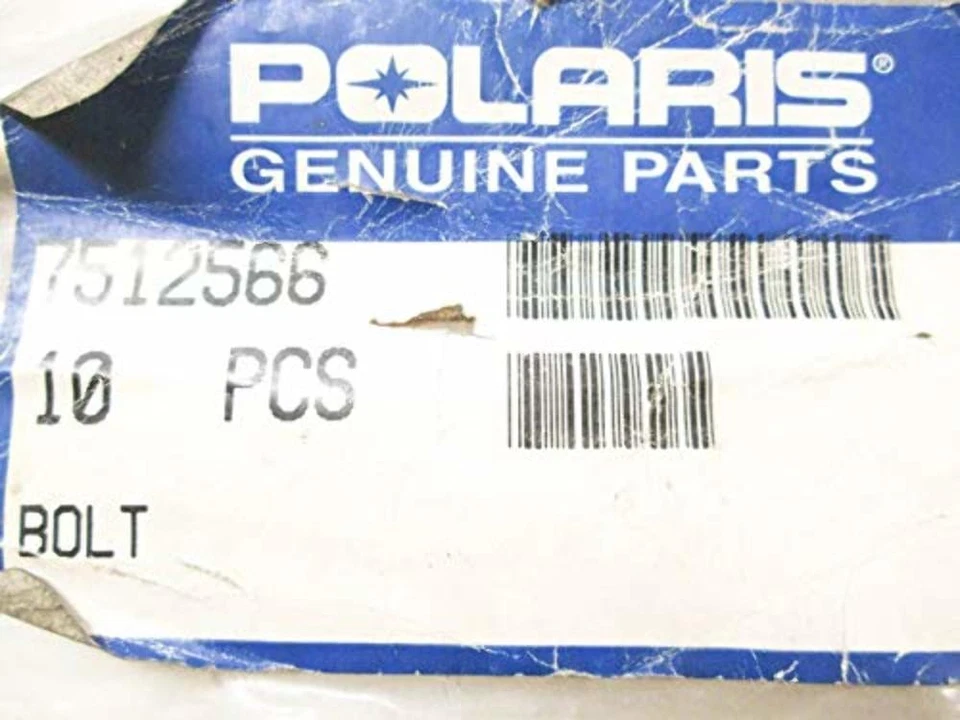 POLARIS®
GENUINE PARTS
7512566
10 PCS
BOLT